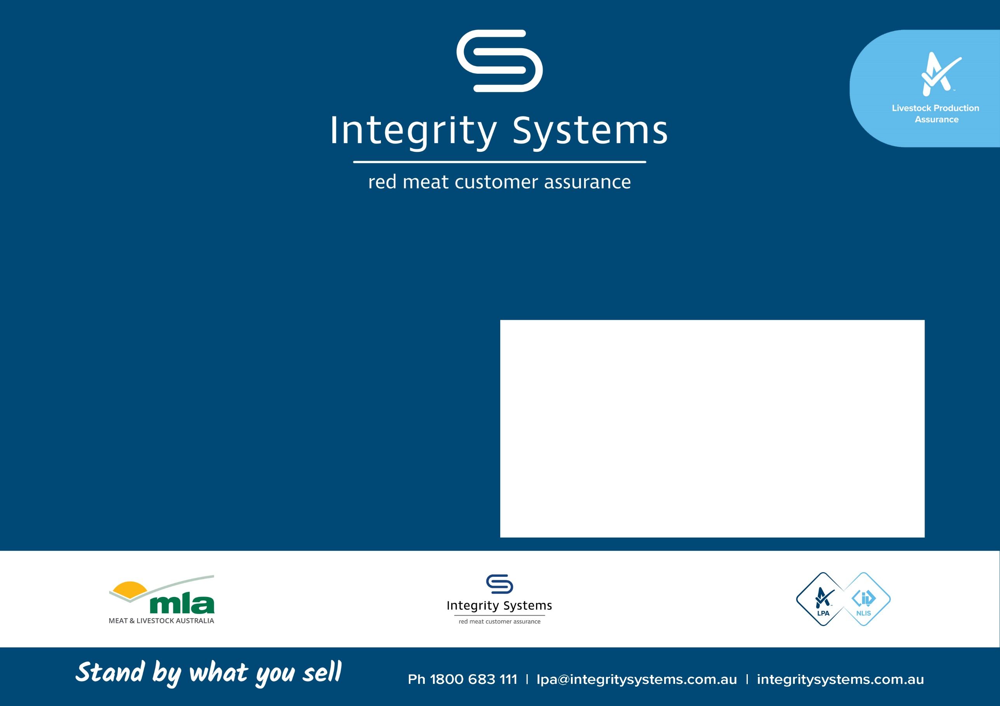 Integrity Systems
red meat customer assurance
Livestock Production
Assurance
mla
MEAT & LIVESTOCK AUSTRALIA
Integrity Systems
red meat customer assurance
LPA
NLIS
Stand by what you sell
Ph 1800 683 111 | lpa@integritysystems.com.au | integritysystems.com.au